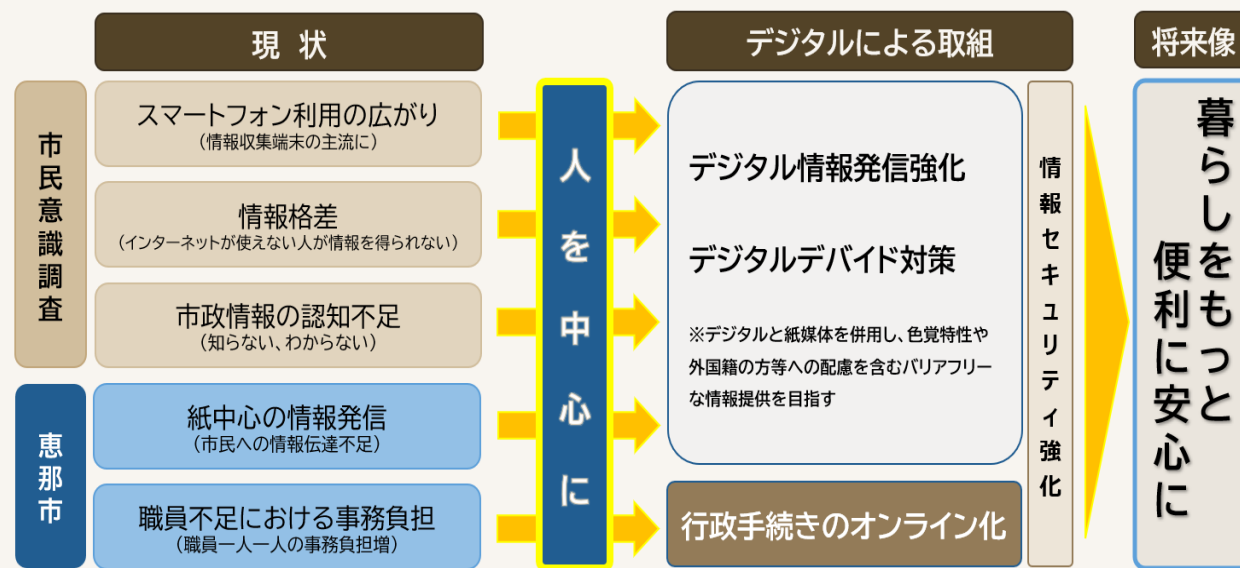 現 状
デジタルによる取組
将来像
市民意識調査
スマートフォン利用の広がり
(情報収集端末の主流に)
情報格差
(インターネットが使えない人が情報を得られない)
市政情報の認知不足
(知らない、わからない)
恵那市
紙中心の情報発信
(市民への情報伝達不足)
職員不足における事務負担
(職員一人一人の事務負担増)
人を中心に
デジタル情報発信強化
デジタルデバイド対策
※デジタルと紙媒体を併用し、色覚特性や
外国籍の方等への配慮を含むバリアフリー
な情報提供を目指す
行政手続きのオンライン化
情報セキュリティ強化
暮らしをもっと
便利に安心に